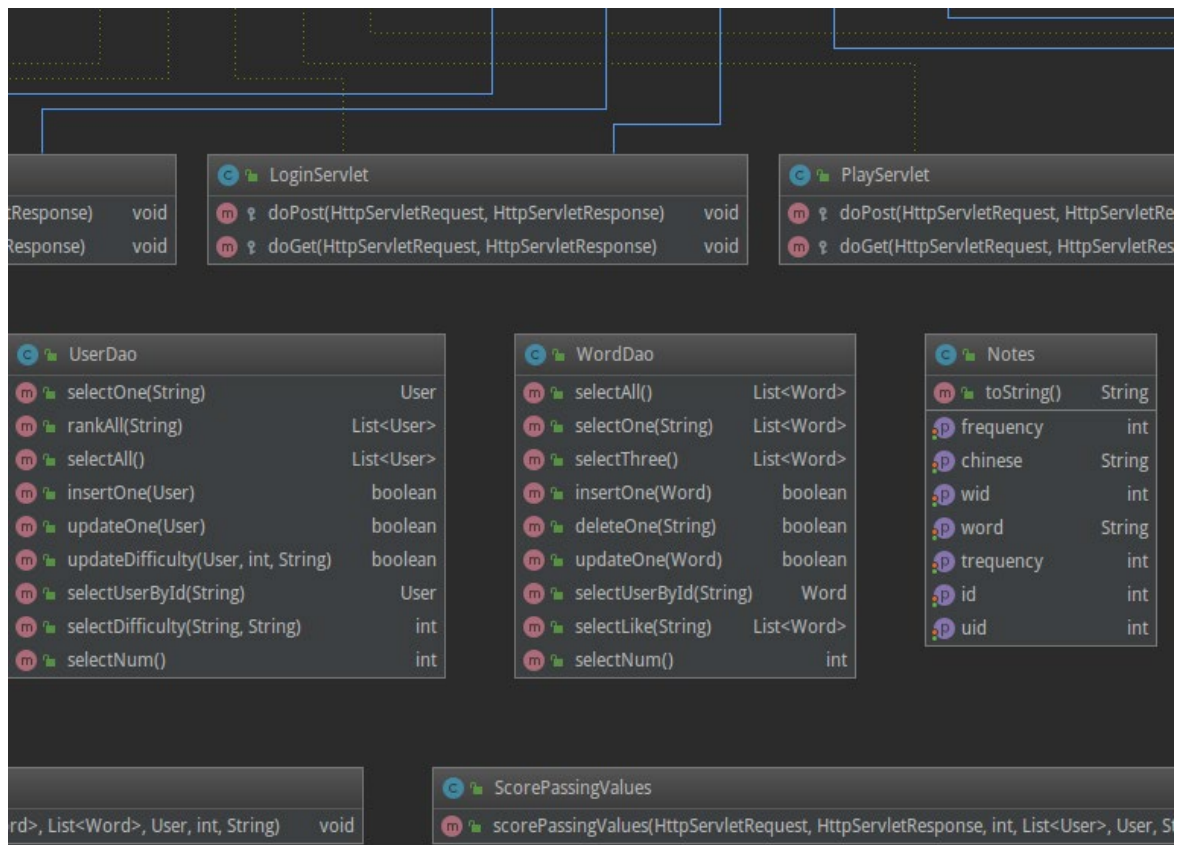 LoginServlet
PlayServlet
Response) void
doPost(HttpServletRequest, HttpServletResponse) void
doPost(HttpServletRequest, HttpServletRe
Response) void
doGet(HttpServletRequest, HttpServletResponse) void
doGet(HttpServletRequest, HttpServletRes
UserDao
selectOne(String) User
rankAll(String) List<User>
selectAll() List<User>
insertOne(User) boolean
updateOne(User) boolean
updateDifficulty(User, int, String) boolean
selectUserById(String) User
selectDifficulty(String, String) int
selectNum() int
WordDao
selectAll() List<Word>
selectOne(String) List<Word>
selectThree() List<Word>
insertOne(Word) boolean
deleteOne(String) boolean
updateOne(Word) boolean
selectUserById(String) Word
selectLike(String) List<Word>
selectNum() int
Notes
toString() String
frequency int
chinese String
wid int
word String
trequency int
id int
uid int
ScorePassingValues
rd>, List<Word>, User, int, String) void
scorePassingValues(HttpServletRequest, HttpServletResponse, int, List<User>, User, St